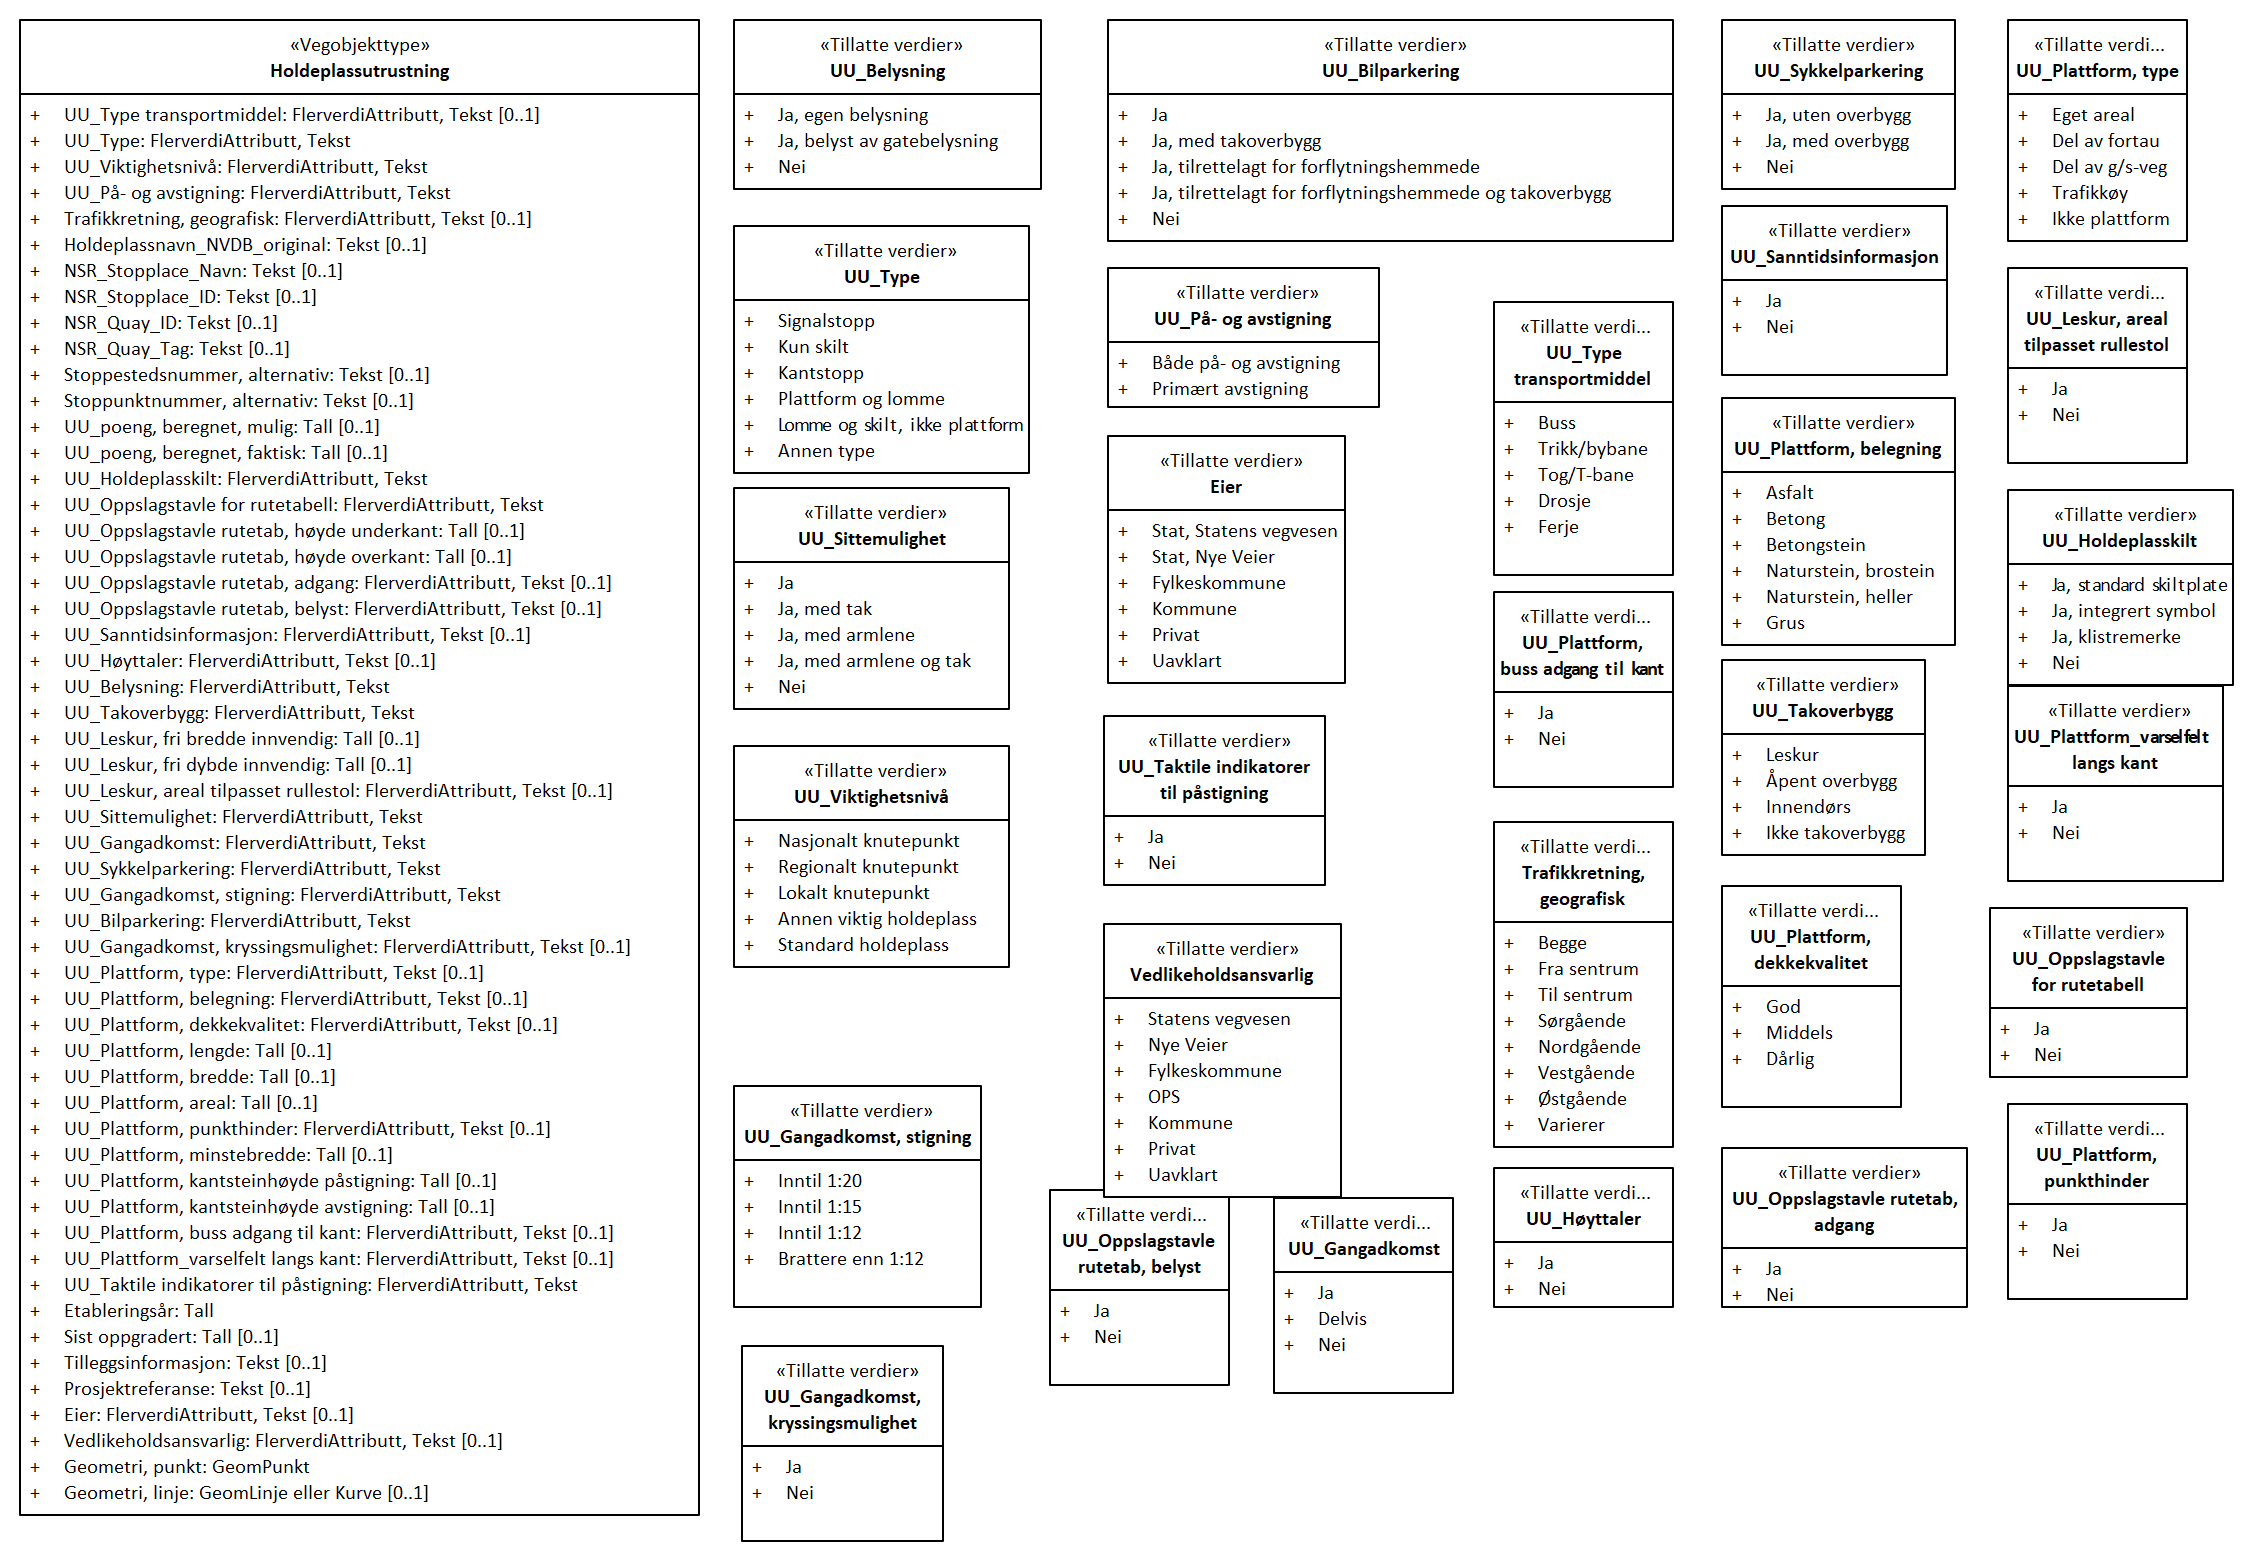 «Vegobjekttype»
Holdeplassutrustning
+ UU_Type transportmiddel: FlerverdiAttributt, Tekst [0..1]
+ UU_Type: FlerverdiAttributt, Tekst
+ UU_Viktighetsnivå: FlerverdiAttributt, Tekst
+ UU_På- og avstigning: FlerverdiAttributt, Tekst
+ Trafikkretning, geografisk: FlerverdiAttributt, Tekst [0..1]
+ Holdeplassnavn_NVDB_original: Tekst [0..1]
+ NSR_Stopplace_Navn: Tekst [0..1]
+ NSR_Stopplace_ID: Tekst [0..1]
+ NSR_Quay_ID: Tekst [0..1]
+ NSR_Quay_Tag: Tekst [0..1]
+ Stoppestedsnummer, alternativ: Tekst [0..1]
+ Stoppunktnummer, alternativ: Tekst [0..1]
+ UU_poeng, beregnet, mulig: Tall [0..1]
+ UU_poeng, beregnet, faktisk: Tall [0..1]
+ UU_Holdeplasskilt: FlerverdiAttributt, Tekst
+ UU_Oppslagstavle for rutetabell: FlerverdiAttributt, Tekst
+ UU_Oppslagstavle rutetab, høyde underkant: Tall [0..1]
+ UU_Oppslagstavle rutetab, høyde overkant: Tall [0..1]
+ UU_Oppslagstavle rutetab, adgang: FlerverdiAttributt, Tekst [0..1]
+ UU_Oppslagstavle rutetab, belyst: FlerverdiAttributt, Tekst [0..1]
+ UU_Sanntidsinformasjon: FlerverdiAttributt, Tekst [0..1]
+ UU_Høyttaler: FlerverdiAttributt, Tekst [0..1]
+ UU_Belysning: FlerverdiAttributt, Tekst
+ UU_Takoverbygg: FlerverdiAttributt, Tekst
+ UU_Leskur, fri bredde innvendig: Tall [0..1]
+ UU_Leskur, fri dybde innvendig: Tall [0..1]
+ UU_Leskur, areal tilpasset rullestol: FlerverdiAttributt, Tekst [0..1]
+ UU_Sittemulighet: FlerverdiAttributt, Tekst
+ UU_Gangadkomst: FlerverdiAttributt, Tekst
+ UU_Sykkelparkering: FlerverdiAttributt, Tekst
+ UU_Gangadkomst, stigning: FlerverdiAttributt, Tekst
+ UU_Bilparkering: FlerverdiAttributt, Tekst
+ UU_Gangadkomst, kryssingsmulighet: FlerverdiAttributt, Tekst [0..1]
+ UU_Plattform, type: FlerverdiAttributt, Tekst [0..1]
+ UU_Plattform, belegning: FlerverdiAttributt, Tekst [0..1]
+ UU_Plattform, dekkekvalitet: FlerverdiAttributt, Tekst [0..1]
+ UU_Plattform, lengde: Tall [0..1]
+ UU_Plattform, bredde: Tall [0..1]
+ UU_Plattform, areal: Tall [0..1]
+ UU_Plattform, punkthinder: FlerverdiAttributt, Tekst [0..1]
+ UU_Plattform, minstebredde: Tall [0..1]
+ UU_Plattform, kantsteinhøyde påstigning: Tall [0..1]
+ UU_Plattform, kantsteinhøyde avstigning: Tall [0..1]
+ UU_Plattform, buss adgang til kant: FlerverdiAttributt, Tekst [0..1]
+ UU_Plattform_varselfelt langs kant: FlerverdiAttributt, Tekst [0..1]
+ UU_Taktile indikatorer til påstigning: FlerverdiAttributt, Tekst
+ Etableringsår: Tall
+ Sist oppgradert: Tall [0..1]
+ Tilleggsinformasjon: Tekst [0..1]
+ Prosjektreferanse: Tekst [0..1]
+ Eier: FlerverdiAttributt, Tekst [0..1]
+ Vedlikeholdsansvarlig: FlerverdiAttributt, Tekst [0..1]
+ Geometri, punkt: GeomPunkt
+ Geometri, linje: GeomLinje eller Kurve [0..1]
«Tillatte verdier»
UU_Belysning
+ Ja, egen belysning
+ Ja, belyst av gatebelysning
+ Nei
«Tillatte verdier»
UU_Type
+ Signalstopp
+ Kun skilt
+ Kantstopp
+ Plattform og lomme
+ Lomme og skilt, ikke plattform
+ Annen type
«Tillatte verdier»
UU_Sittemulighet
+ Ja
+ Ja, med tak
+ Ja, med armlene
+ Ja, med armlene og tak
+ Nei
«Tillatte verdier»
UU_Viktighetsnivå
+ Nasjonalt knutepunkt
+ Regionalt knutepunkt
+ Lokalt knutepunkt
+ Annen viktig holdeplass
+ Standard holdeplass
«Tillatte verdier»
UU_Gangadkomst, stigning
+ Inntil 1:20
+ Inntil 1:15
+ Inntil 1:12
+ Brattere enn 1:12
«Tillatte verdier»
UU_Gangadkomst,
kryssingsmulighet
+ Ja
+ Nei
«Tillatte verdier»
UU_Bilparkering
+ Ja
+ Ja, med takoverbygg
+ Ja, tilrettelagt for forflytningshemmede
+ Ja, tilrettelagt for forflytningshemmede og takoverbygg
+ Nei
«Tillatte verdier»
UU_På- og avstigning
+ Både på- og avstigning
+ Primært avstigning
«Tillatte verdier»
Eier
+ Stat, Statens vegvesen
+ Stat, Nye Veier
+ Fylkeskommune
+ Kommune
+ Privat
+ Uavklart
«Tillatte verdier»
UU_Taktile indikatorer
til påstigning
+ Ja
+ Nei
«Tillatte verdier»
Vedlikeholdsansvarlig
+ Statens vegvesen
+ Nye Veier
+ Fylkeskommune
+ OPS
+ Kommune
+ Privat
+ Uavklart
«Tillatte verdi...
UU_Oppslagstavle
rutetab, belyst
+ Ja
+ Nei
«Tillatte verdi...
UU_Gangadkomst
+ Ja
+ Delvis
+ Nei
«Tillatte verdi...
UU_Type
transportmiddel
+ Buss
+ Trikk/bybane
+ Tog/T-bane
+ Drosje
+ Ferje
«Tillatte verdi...
UU_Plattform,
buss adgang til kant
+ Ja
+ Nei
«Tillatte verdi...
Trafikkretning,
geografisk
+ Begge
+ Fra sentrum
+ Til sentrum
+ Sørgående
+ Nordgående
+ Vestgående
+ Østgående
+ Varierer
«Tillatte verdi...
UU_Høyttaler
+ Ja
+ Nei
«Tillatte verdier»
UU_Sykkelparkering
+ Ja, uten overbygg
+ Ja, med overbygg
+ Nei
«Tillatte verdier»
UU_Sanntidsinformasjon
+ Ja
+ Nei
«Tillatte verdier»
UU_Plattform, belegning
+ Asfalt
+ Betong
+ Betongstein
+ Naturstein, brostein
+ Naturstein, heller
+ Grus
«Tillatte verdier»
UU_Takoverbygg
+ Leskur
+ Åpent overbygg
+ Innendørs
+ Ikke takoverbygg
«Tillatte verdi...
UU_Plattform,
dekkekvalitet
+ God
+ Middels
+ Dårlig
«Tillatte verdier»
UU_Oppslagstavle rutetab,
adgang
+ Ja
+ Nei
«Tillatte verdi...
UU_Plattform, type
+ Eget areal
+ Del av fortau
+ Del av g/s-veg
+ Trafikkøy
+ Ikke plattform
«Tillatte verdi...
UU_Leskur, areal
tilpasset rullestol
+ Ja
+ Nei
«Tillatte verdier»
UU_Holdeplasskilt
+ Ja, standard skiltplate
+ Ja, integrert symbol
+ Ja, klistremerke
+ Nei
«Tillatte verdier»
UU_Plattform_varselfelt
langs kant
+ Ja
+ Nei
«Tillatte verdier»
UU_Oppslagstavle
for rutetabell
+ Ja
+ Nei
«Tillatte verdi...
UU_Plattform,
punkthinder
+ Ja
+ Nei